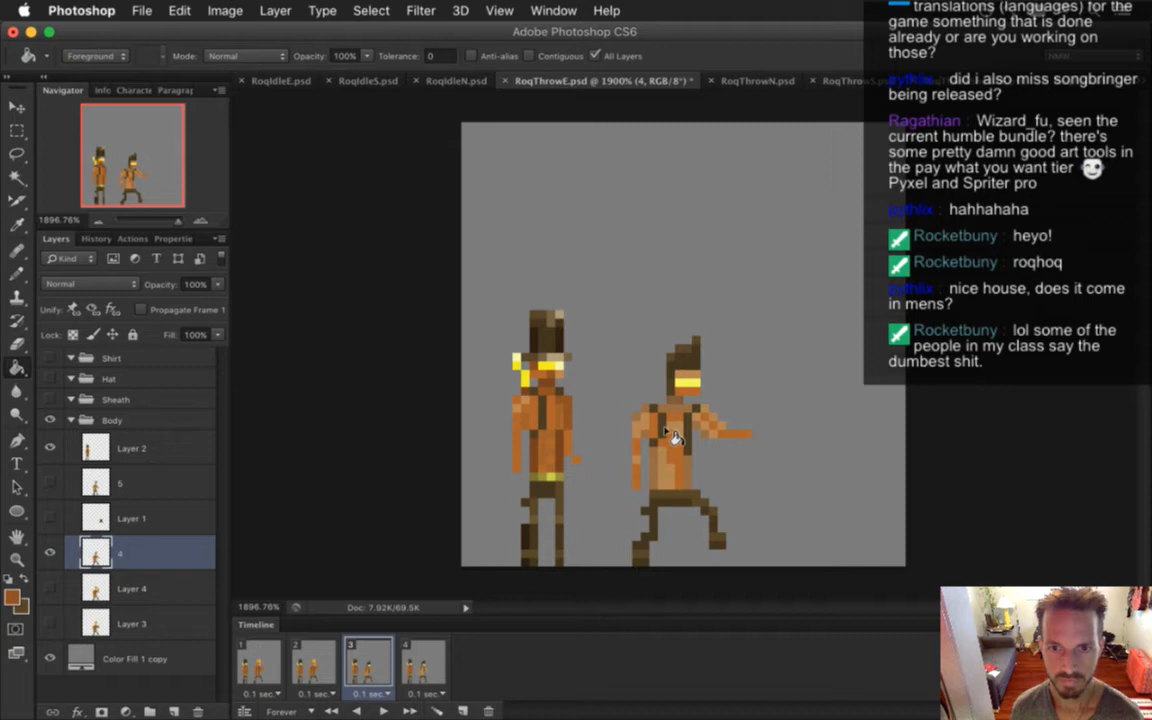 Photoshop File Edit Image Layer Type Select Filter 3D View Window Help
Adobe Photoshop CS6
Foreground Mode: Normal Opacity: 100% Tolerance: 0 Anti-alias Contiguous All Layers
Navigator Info Charact Paragraj
RoqIdleE.psd RoqIdleS.psd RoqIdleN.psd RoqThrowE.psd @ 1900% (4, RGB/8*) * RoqThrowN.psd RoqThrowS.ps
1896.76%
Layers History Actions Propertie
Kind
Normal Opacity: 100%
Unify: Propagate Frame 1
Lock: Fill: 100%
Shirt
Hat
Sheath
Body
Layer 2
5
Layer 1
4
Layer 4
Layer 3
Color Fill 1 copy
fx
1896.76% Doc: 7.92K/69.5K
Timeline
1 2 3 4
0.1 sec. 0.1 sec. 0.1 sec. 0.1 sec.
Forever
translations (languages) for the
game something that is done
already or are you working on
those?
pythiix : did i also miss songbringer
being released?
Ragathian : Wizard_fu, seen the
current humble bundle? there's
some pretty damn good art tools in
the pay what you want tier
Pyxel and Spriter pro
pythiix : hahhahaha
Rocketbuny : heyo!
Rocketbuny : roqhoq
pythiix : nice house, does it come
in mens?
Rocketbuny : lol some of the
people in my class say the
dumbest shit.